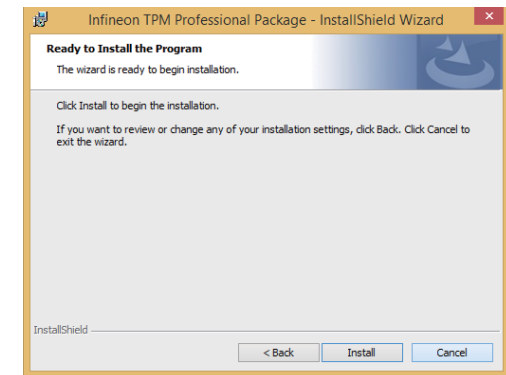 Infineon TPM Professional Package - InstallShield Wizard
Ready to Install the Program
The wizard is ready to begin installation.
Click Install to begin the installation.
If you want to review or change any of your installation settings, click Back. Click Cancel to
exit the wizard.
InstallShield
< Back Install Cancel